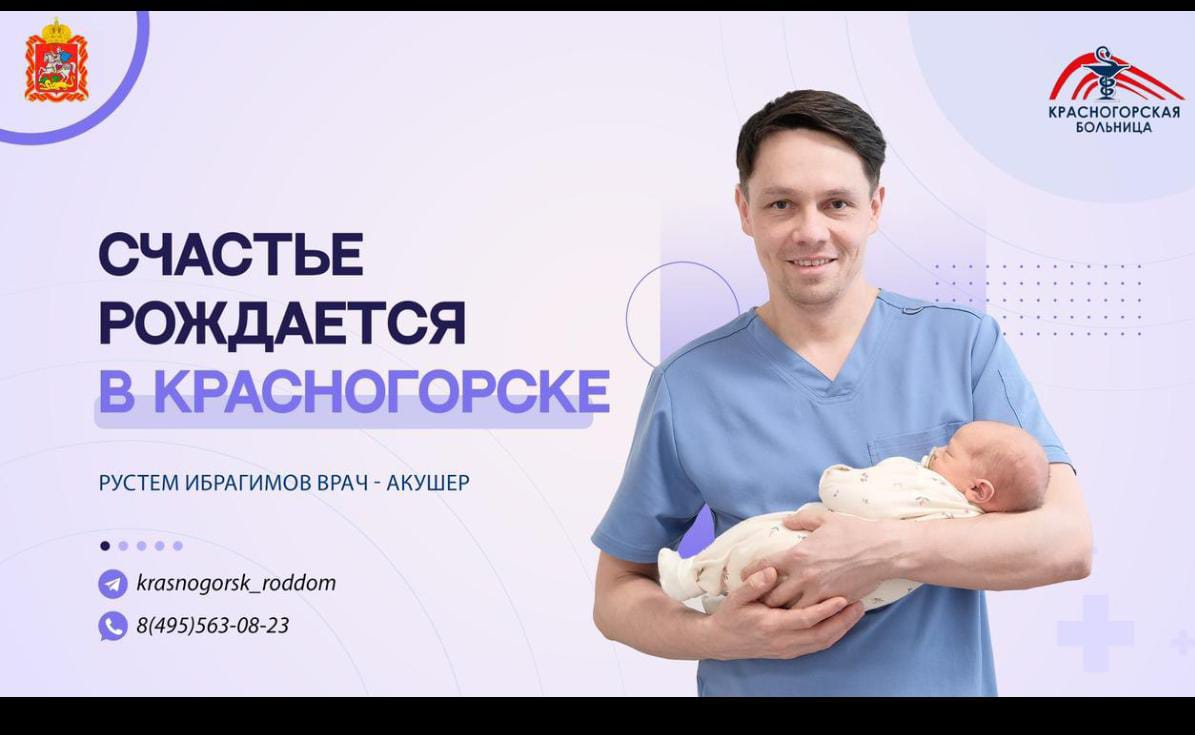 КРАСНОГОРСКАЯ
БОЛЬНИЦА
СЧАСТЬЕ
РОЖДАЕТСЯ
В КРАСНОГОРСКЕ
РУСТЕМ ИБРАГИМОВ ВРАЧ - АКУШЕР
krasnogorsk_roddom
8(495)563-08-23